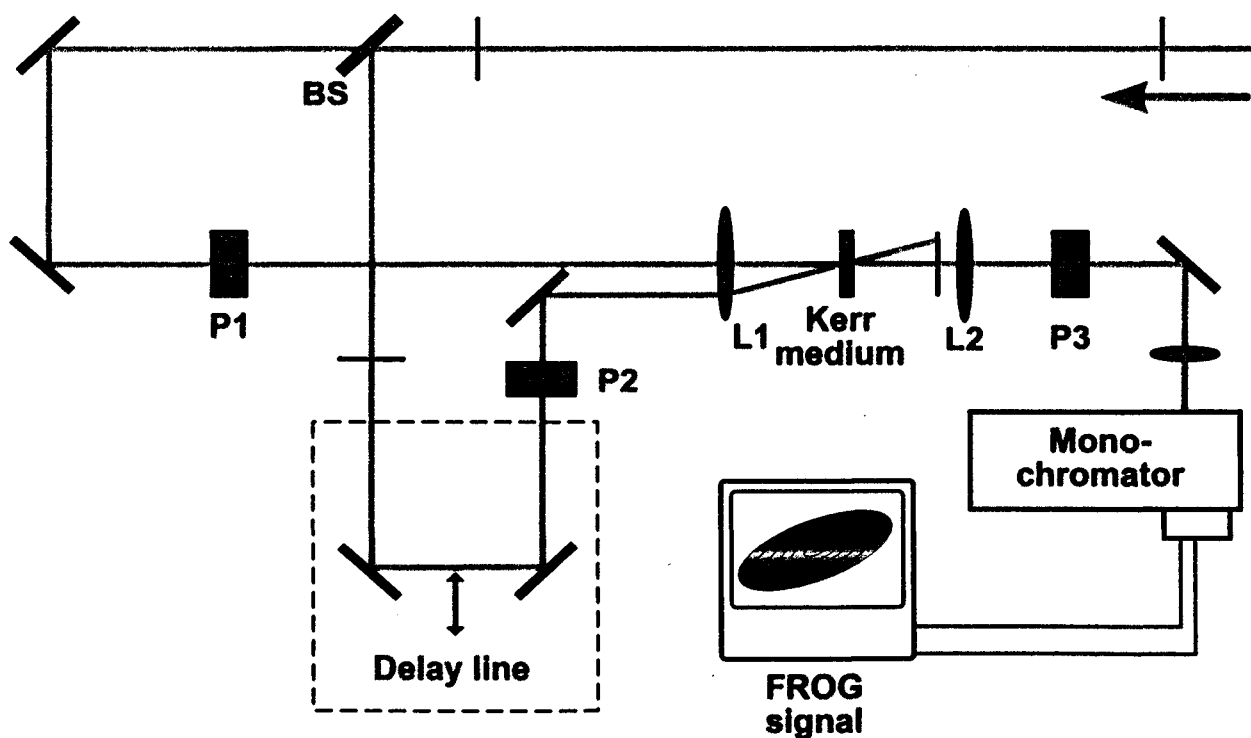 BS
P1
L1
Kerr
medium
L2
P3
P2
Mono-
chromator
Delay line
FROG
signal